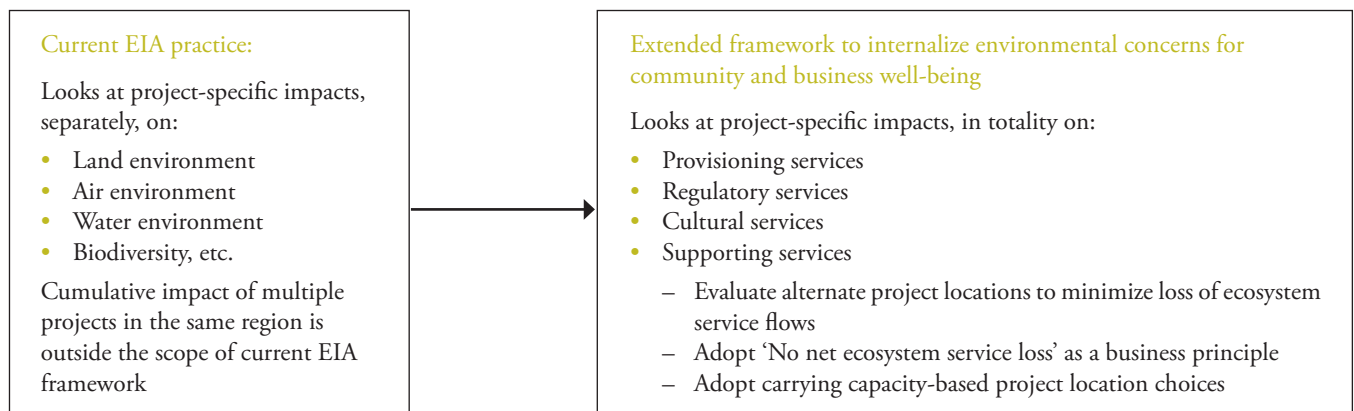 Current EIA practice:
Looks at project-specific impacts,
separately, on:
• Land environment
• Air environment
• Water environment
• Biodiversity, etc.
Cumulative impact of multiple
projects in the same region is
outside the scope of current EIA
framework
Extended framework to internalize environmental concerns for
community and business well-being
Looks at project-specific impacts, in totality on:
• Provisioning services
• Regulatory services
• Cultural services
• Supporting services
– Evaluate alternate project locations to minimize loss of ecosystem
service flows
– Adopt ‘No net ecosystem service loss’ as a business principle
– Adopt carrying capacity-based project location choices